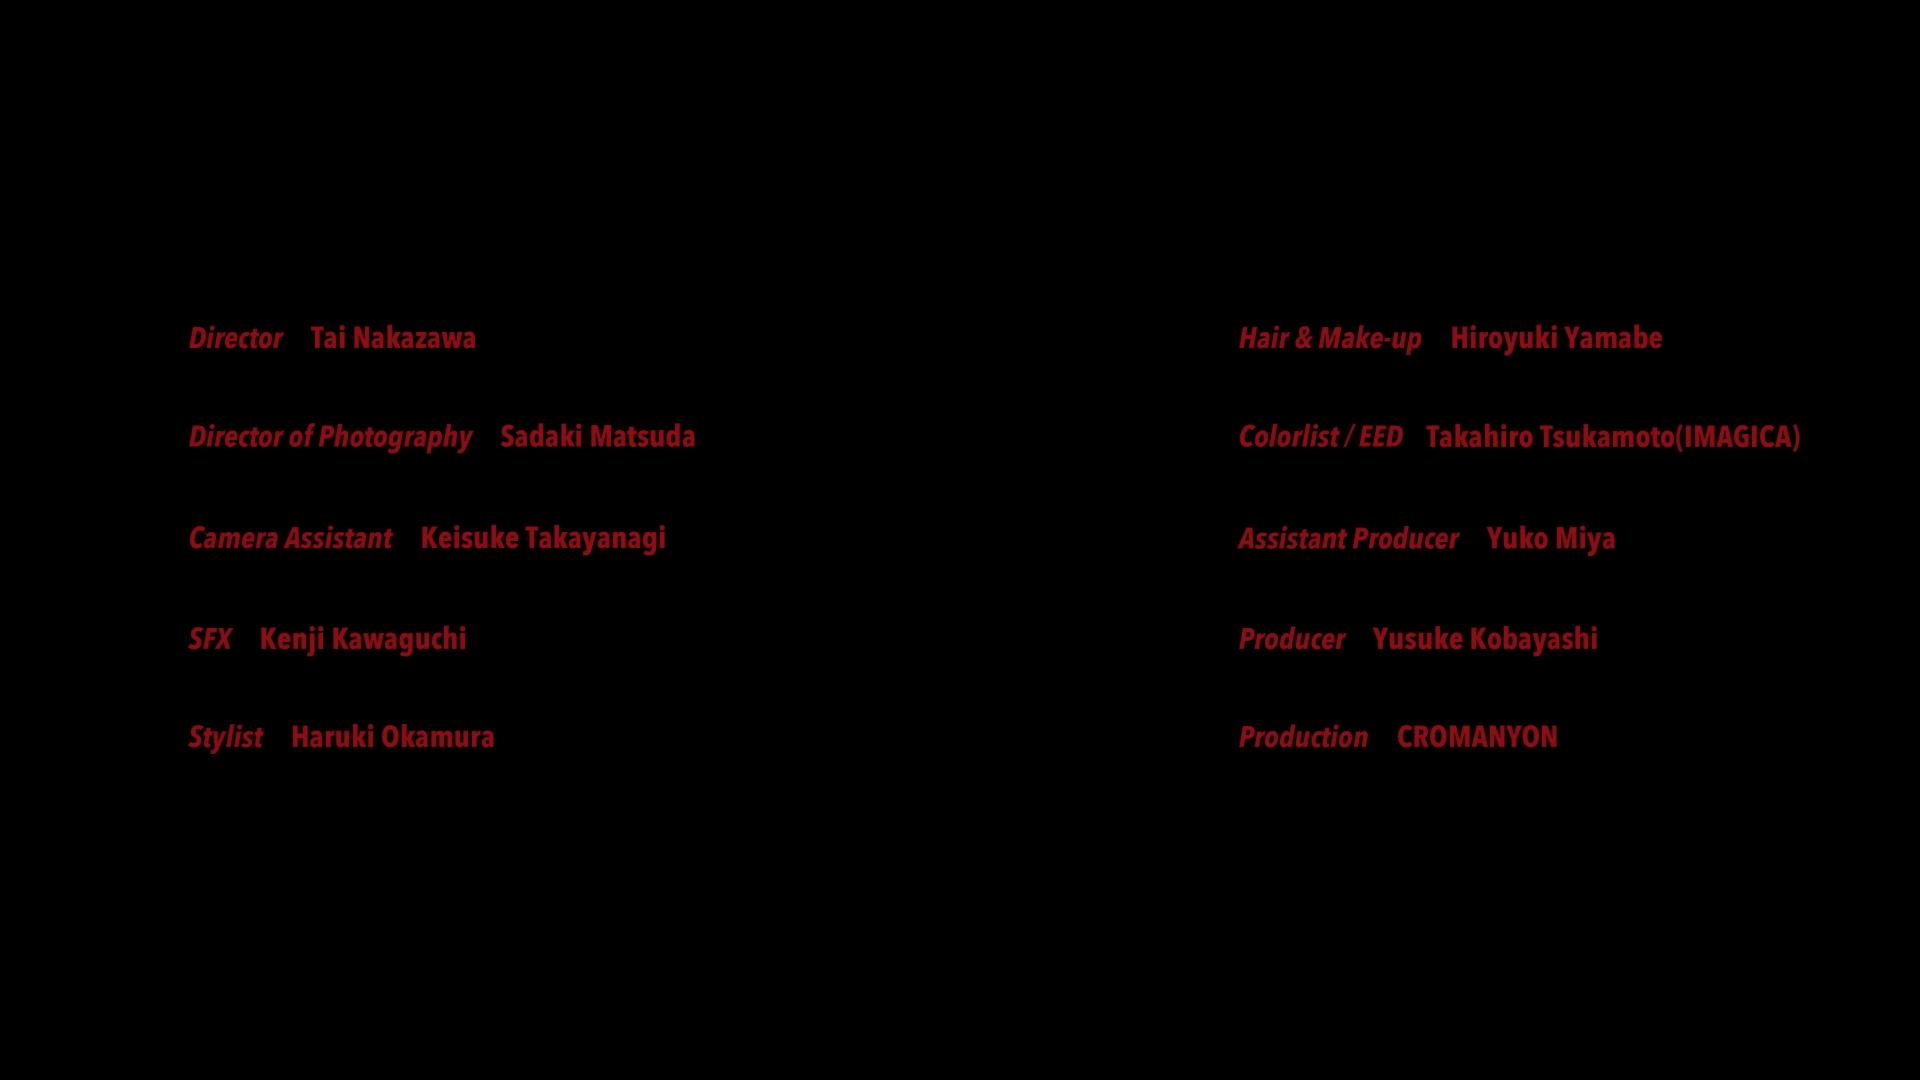 Director Tai Nakazawa
Director of Photography Sadaki Matsuda
Camera Assistant Keisuke Takayanagi
SFX Kenji Kawaguchi
Stylist Haruki Okamura
Hair & Make-up Hiroyuki Yamabe
Colorlist / EED Takahiro Tsukamoto(IMAGICA)
Assistant Producer Yuko Miya
Producer Yusuke Kobayashi
Production CROMANYON